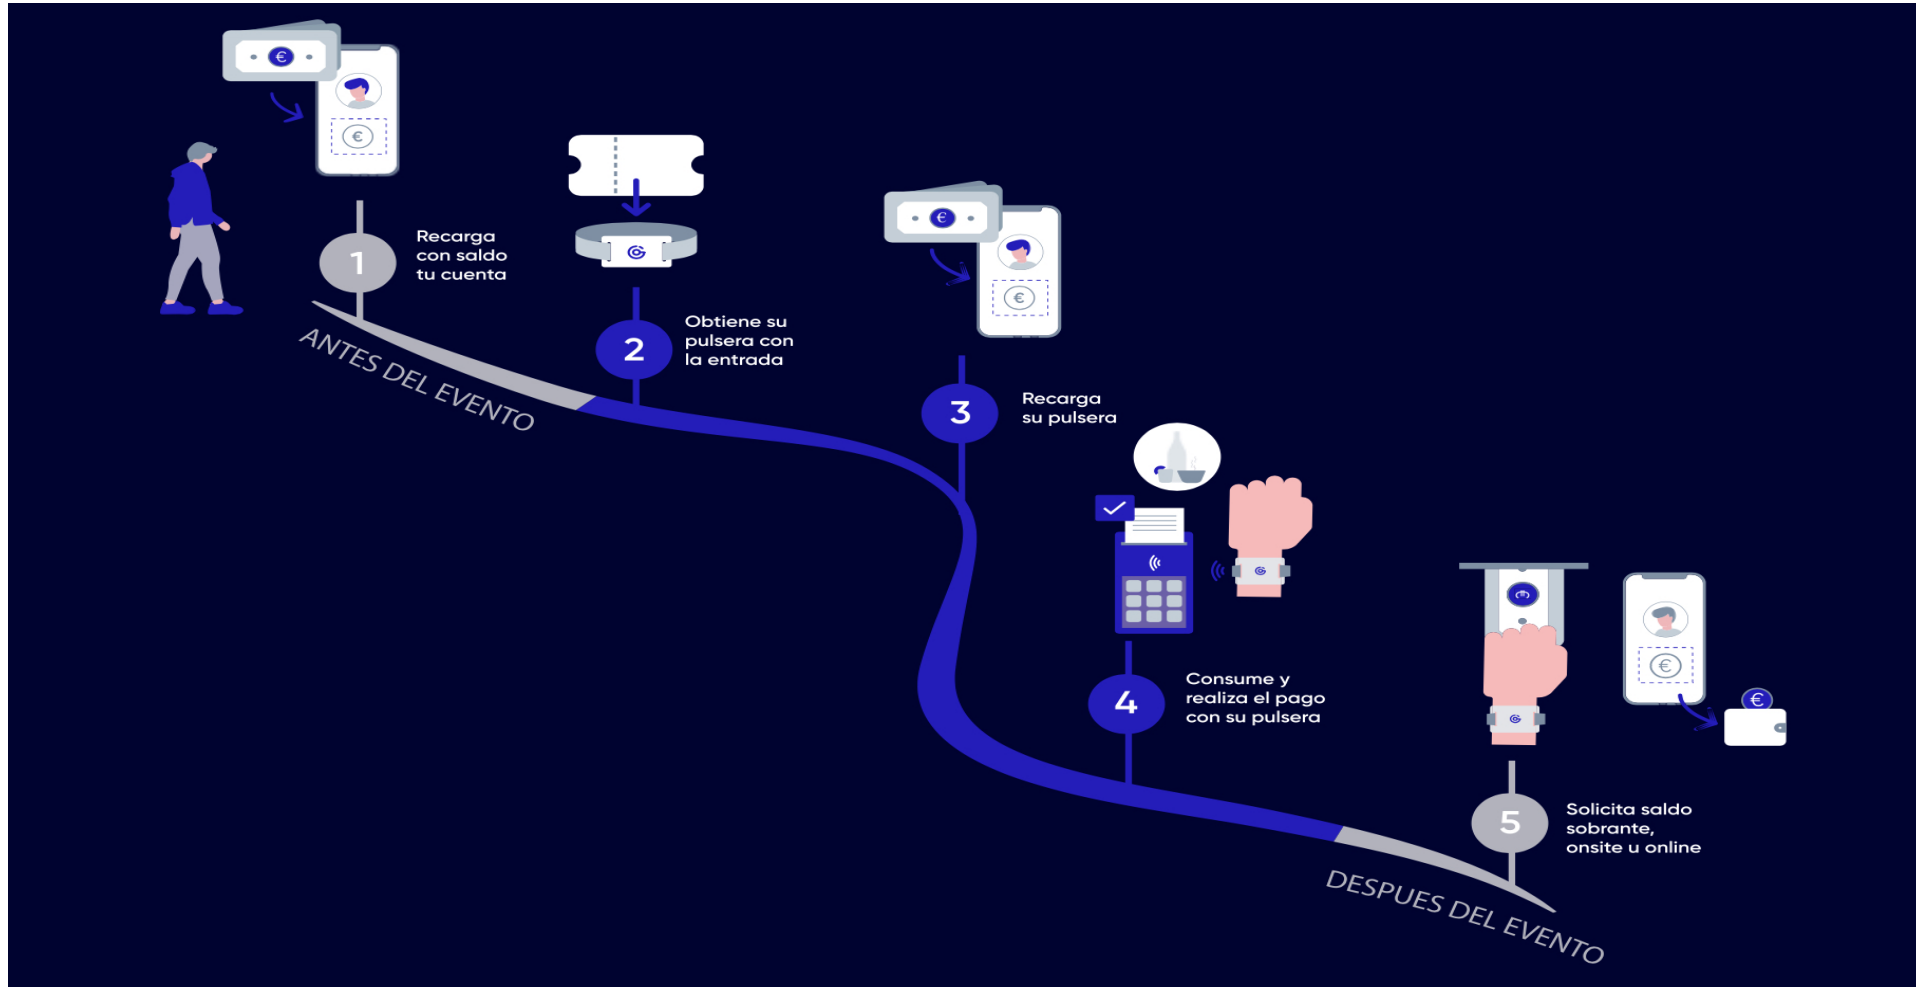 1
Recarga
con saldo
tu cuenta
ANTES DEL EVENTO
2
Obtiene su
pulsera con
la entrada
3
Recarga
su pulsera
4
Consume y
realiza el pago
con su pulsera
5
Solicita saldo
sobrante,
onsite u online
DESPUES DEL EVENTO